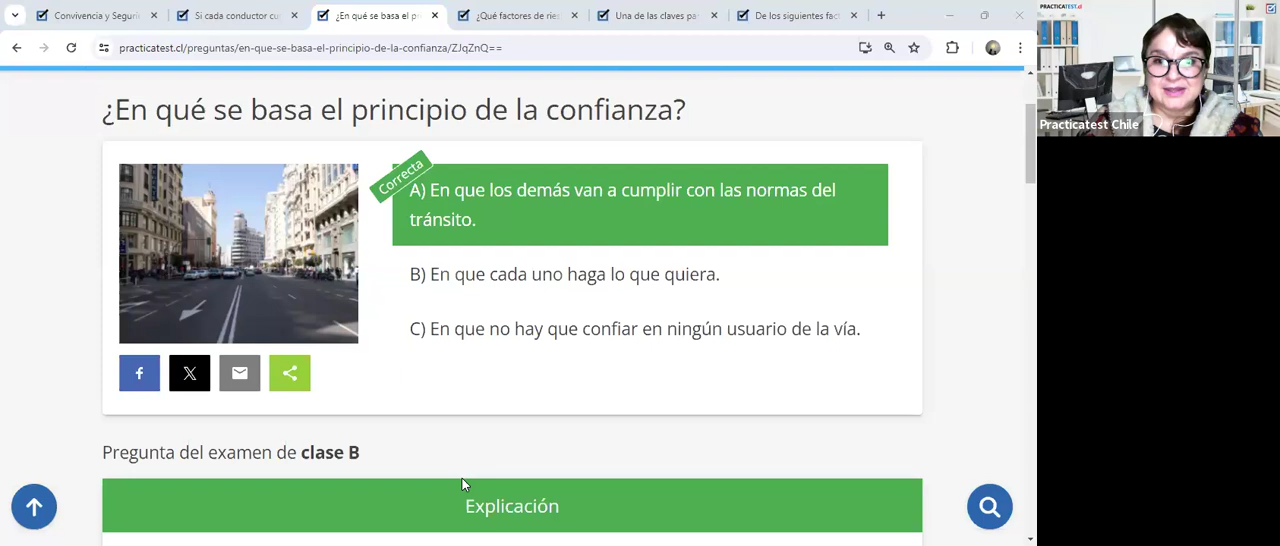 Convivencia y Seguri
Si cada conductor cu
¿En qué se basa el pr
¿Qué factores de rie
Una de las claves pa
De los siguientes fac
practicatest.cl/preguntas/en-que-se-basa-el-principio-de-la-confianza/ZJqZnQ==
PRACTICATEST.cl
Practicatest Chile
¿En qué se basa el principio de la confianza?
Correcta
A) En que los demás van a cumplir con las normas del
tránsito.
B) En que cada uno haga lo que quiera.
C) En que no hay que confiar en ningún usuario de la vía.
Pregunta del examen de clase B
Explicación